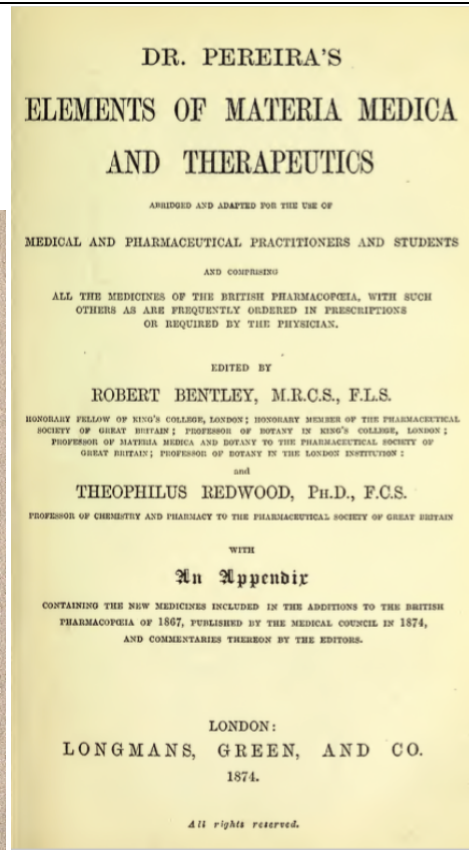 DR. PEREIRA'S
ELEMENTS OF MATERIA MEDICA
AND THERAPEUTICS
ABRIDGED AND ADAPTED FOR THE USE OF
MEDICAL AND PHARMACEUTICAL PRACTITIONERS AND STUDENTS
AND COMPRISING
ALL THE MEDICINES OF THE BRITISH PHARMACOPŒIA, WITH SUCH
OTHERS AS ARE FREQUENTLY ORDERED IN PRESCRIPTIONS
OR REQUIRED BY THE PHYSICIAN.
EDITED BY
ROBERT BENTLEY, M.R.C.S., F.L.S.
HONORARY FELLOW OF KING'S COLLEGE, LONDON; HONORARY MEMBER OF THE PHARMACEUTICAL
SOCIETY OF GREAT BRITAIN; PROFESSOR OF BOTANY IN KING'S COLLEGE, LONDON;
PROFESSOR OF MATERIA MEDICA AND BOTANY TO THE PHARMACEUTICAL SOCIETY OF
GREAT BRITAIN; PROFESSOR OF BOTANY IN THE LONDON INSTITUTION:
and
THEOPHILUS REDWOOD, PH.D., F.C.S.
PROFESSOR OF CHEMISTRY AND PHARMACY TO THE PHARMACEUTICAL SOCIETY OF GREAT BRITAIN
WITH
An Appendix
CONTAINING THE NEW MEDICINES INCLUDED IN THE ADDITIONS TO THE BRITISH
PHARMACOPŒIA OF 1867, PUBLISHED BY THE MEDICAL COUNCIL IN 1874,
AND COMMENTARIES THEREON BY THE EDITORS.
LONDON:
LONGMANS, GREEN, AND CO.
1874.
All rights reserved.